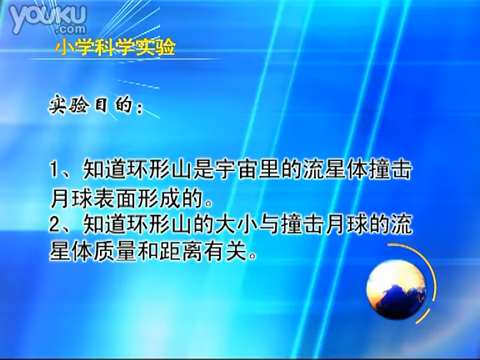 YOUKU
小学科学实验
实验目的：
1、知道环形山是宇宙里的流星体撞击
月球表面形成的。
2、知道环形山的大小与撞击月球的流
星体质量和距离有关。